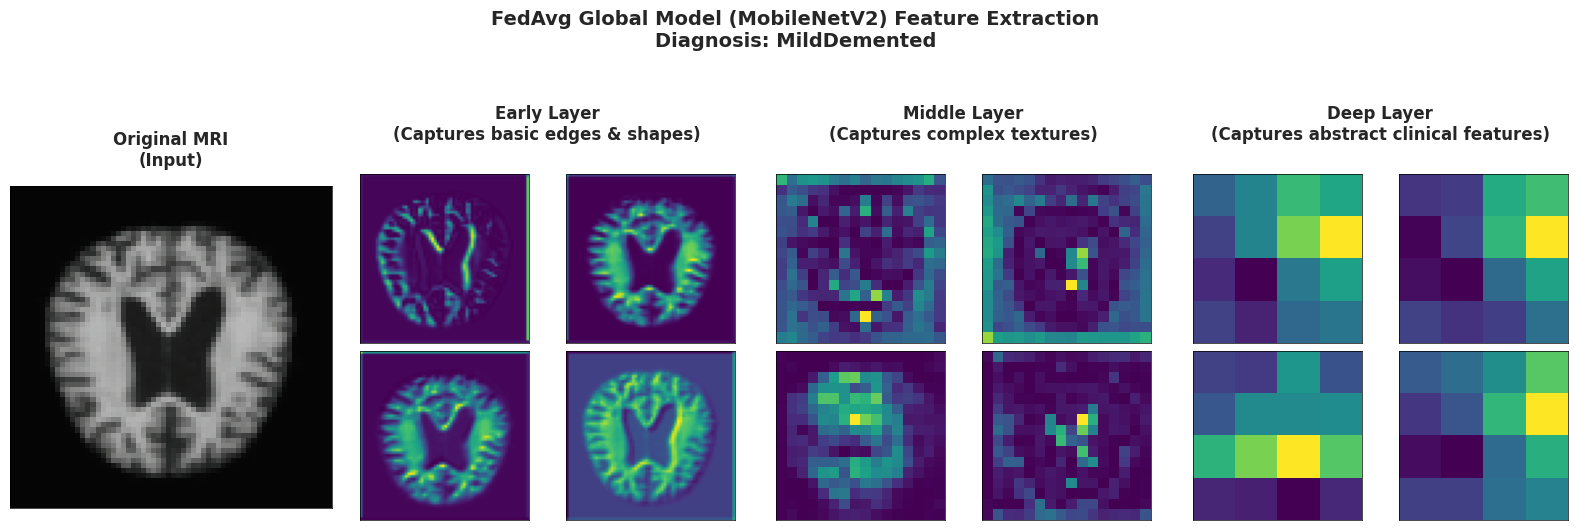 FedAvg Global Model (MobileNetV2) Feature Extraction
Diagnosis: MildDemented
Original MRI
(Input)
Early Layer
(Captures basic edges & shapes)
Middle Layer
(Captures complex textures)
Deep Layer
(Captures abstract clinical features)